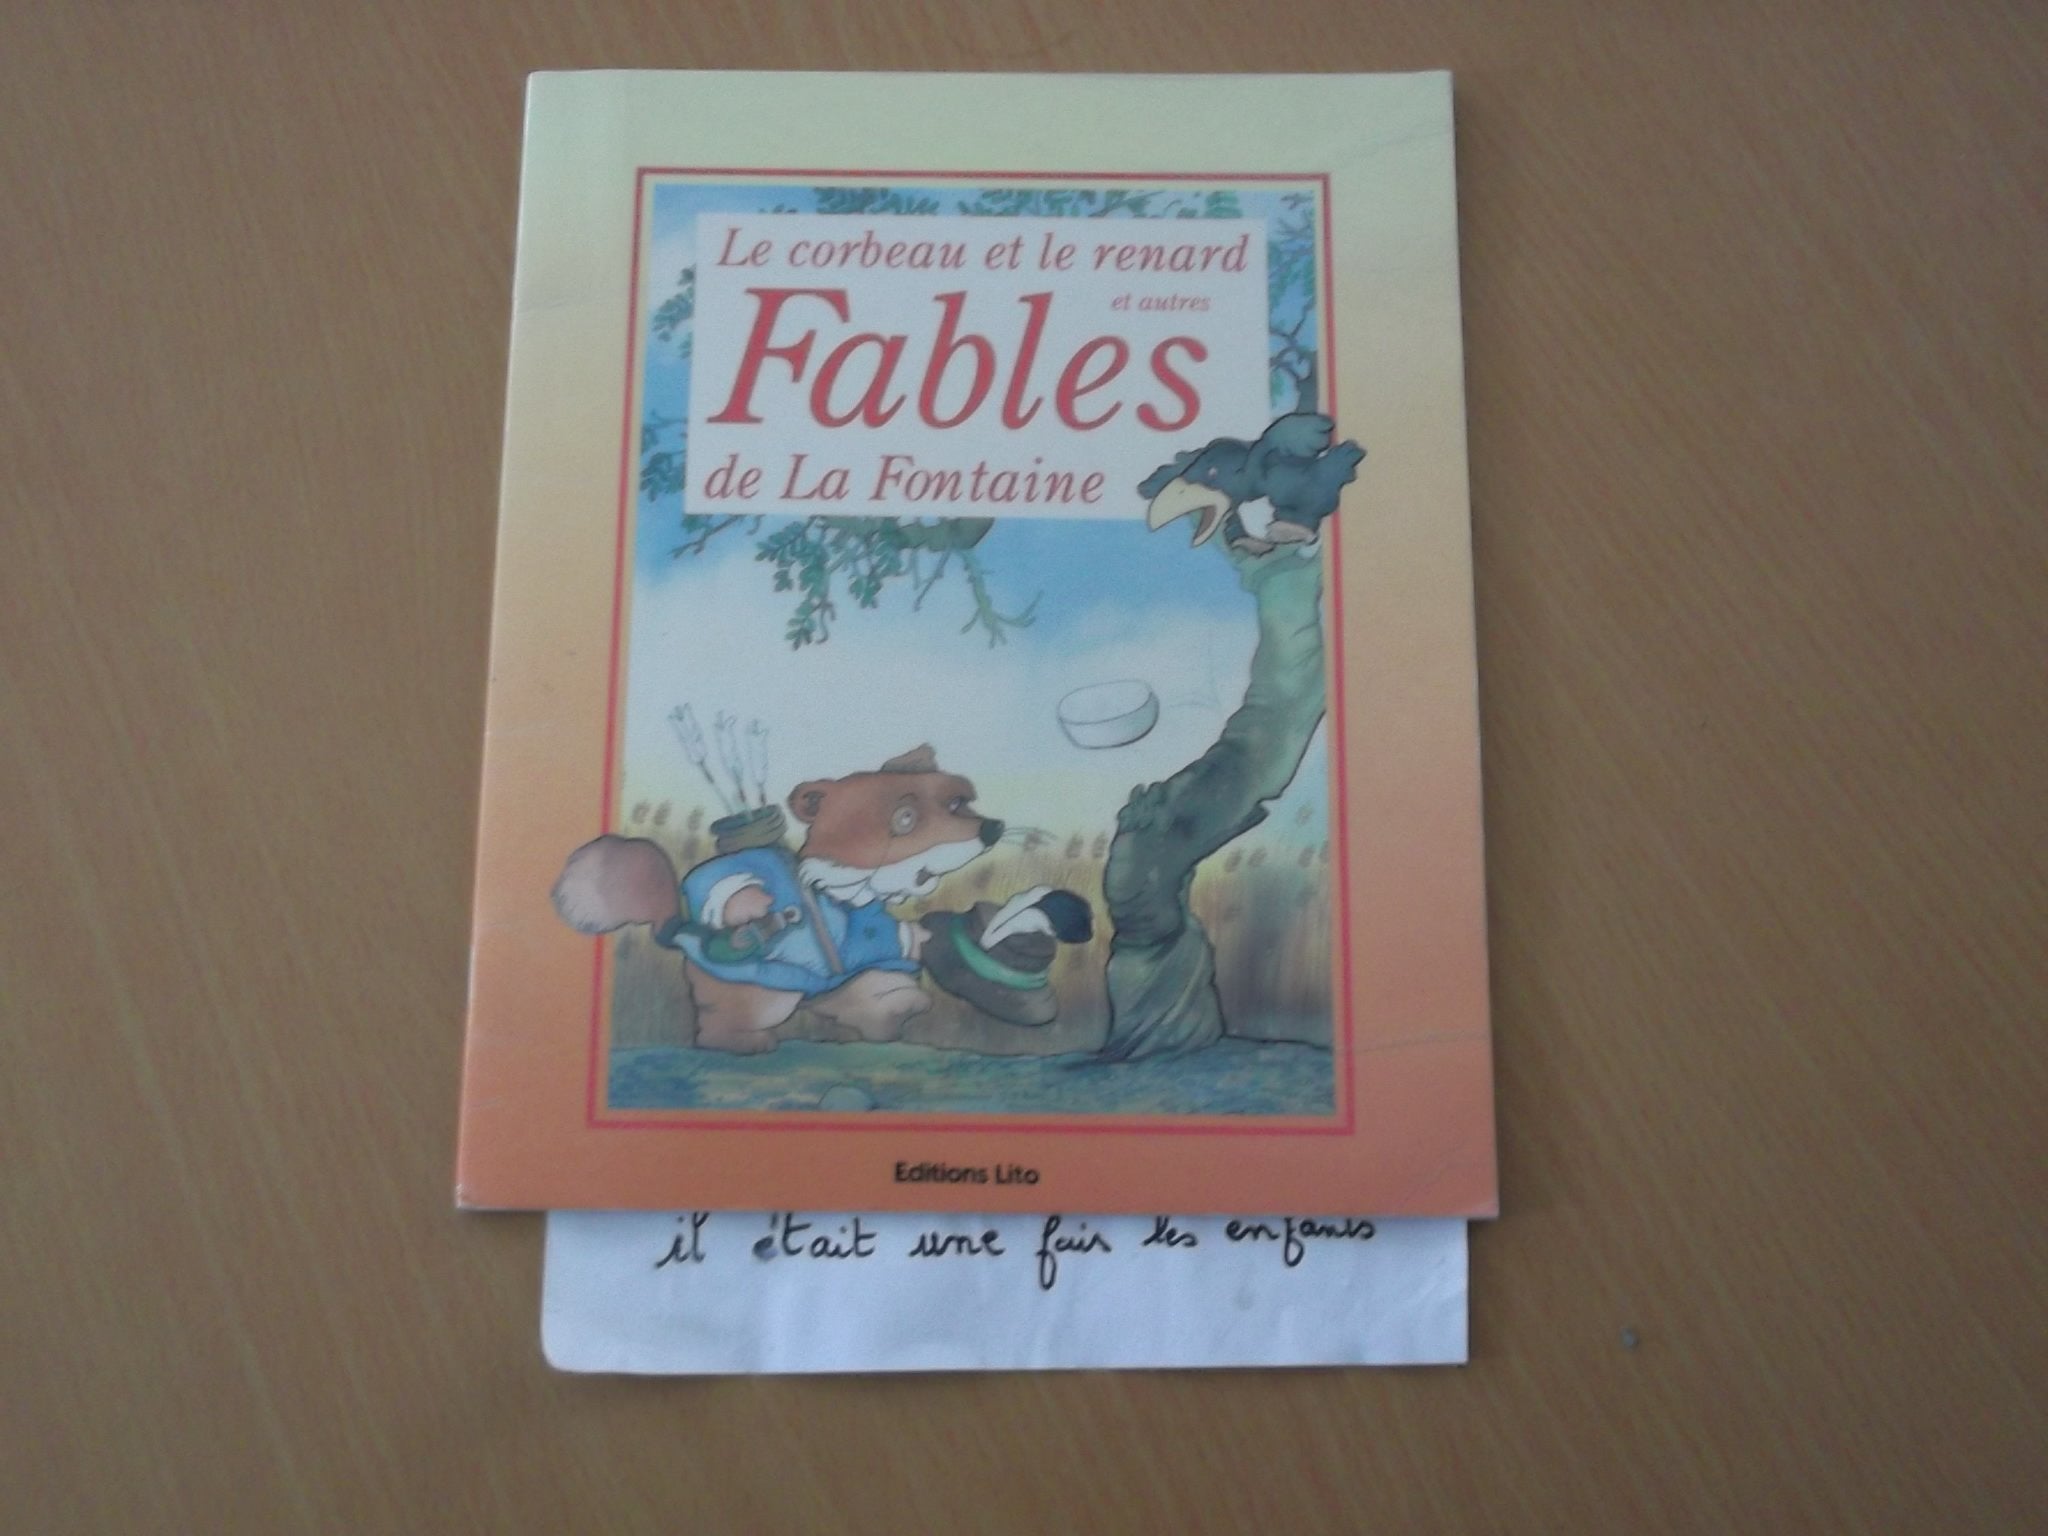 Le corbeau et le renard
et autres
Fables
de La Fontaine
Editions Lito
il était une fois les enfants